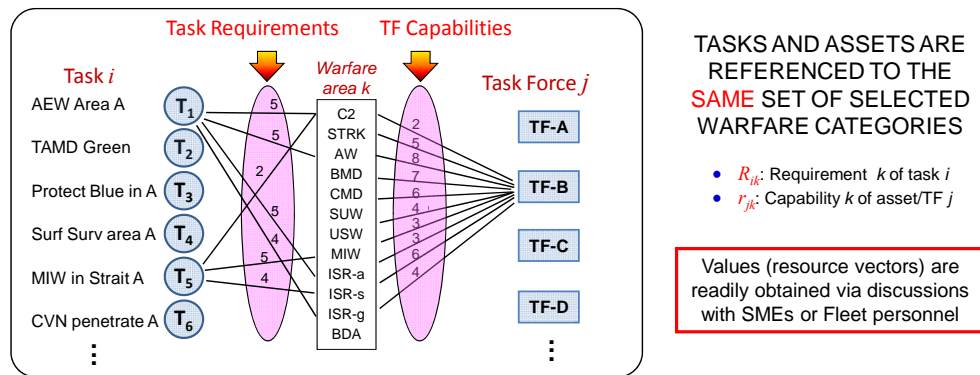 Task Requirements
TF Capabilities
Task i
Warfare
area k
Task Force j
AEW Area A
T1
TAMD Green
T2
Protect Blue in A
T3
Surf Surv area A
T4
MIW in Strait A
T5
CVN penetrate A
T6
⋮
5
5
2
5
4
5
4
C2
STRK
AW
BMD
CMD
SUW
USW
MIW
ISR-a
ISR-s
ISR-g
BDA
2
5
8
7
6
4
3
3
6
4
TF-A
TF-B
TF-C
TF-D
⋮
TASKS AND ASSETS ARE
REFERENCED TO THE
SAME SET OF SELECTED
WARFARE CATEGORIES
• Rik: Requirement k of task i
• rjk: Capability k of asset/TF j
Values (resource vectors) are
readily obtained via discussions
with SMEs or Fleet personnel